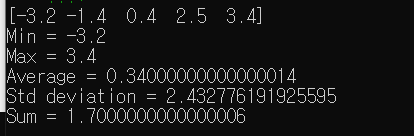 [-3.2 -1.4  0.4  2.5  3.4]
Min = -3.2
Max = 3.4
Average = 0.34000000000000014
Std deviation = 2.432776191925595
Sum = 1.7000000000000006